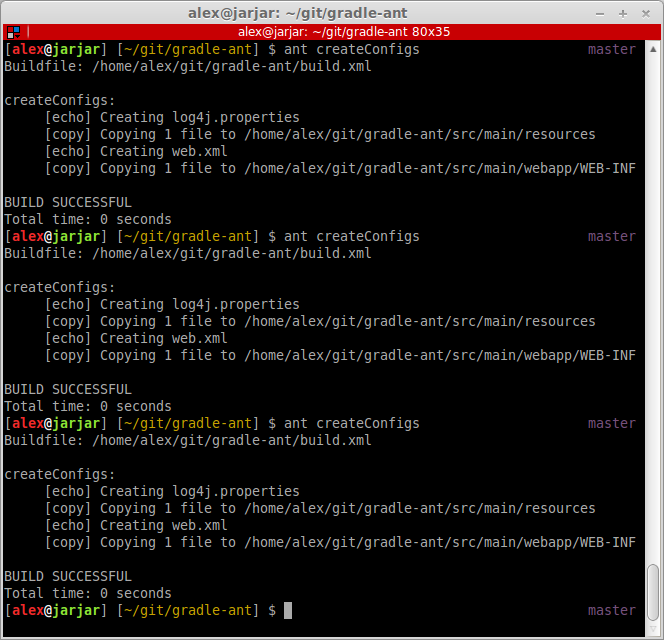 alex@jarjar: ~/git/gradle-ant
alex@jarjar: ~/git/gradle-ant 80x35
[alex@jarjar] [~/git/gradle-ant] $ ant createConfigs master
Buildfile: /home/alex/git/gradle-ant/build.xml
createConfigs:
[echo] Creating log4j.properties
[copy] Copying 1 file to /home/alex/git/gradle-ant/src/main/resources
[echo] Creating web.xml
[copy] Copying 1 file to /home/alex/git/gradle-ant/src/main/webapp/WEB-INF
BUILD SUCCESSFUL
Total time: 0 seconds
[alex@jarjar] [~/git/gradle-ant] $ ant createConfigs master
Buildfile: /home/alex/git/gradle-ant/build.xml
createConfigs:
[echo] Creating log4j.properties
[copy] Copying 1 file to /home/alex/git/gradle-ant/src/main/resources
[echo] Creating web.xml
[copy] Copying 1 file to /home/alex/git/gradle-ant/src/main/webapp/WEB-INF
BUILD SUCCESSFUL
Total time: 0 seconds
[alex@jarjar] [~/git/gradle-ant] $ ant createConfigs master
Buildfile: /home/alex/git/gradle-ant/build.xml
createConfigs:
[echo] Creating log4j.properties
[copy] Copying 1 file to /home/alex/git/gradle-ant/src/main/resources
[echo] Creating web.xml
[copy] Copying 1 file to /home/alex/git/gradle-ant/src/main/webapp/WEB-INF
BUILD SUCCESSFUL
Total time: 0 seconds
[alex@jarjar] [~/git/gradle-ant] $ master